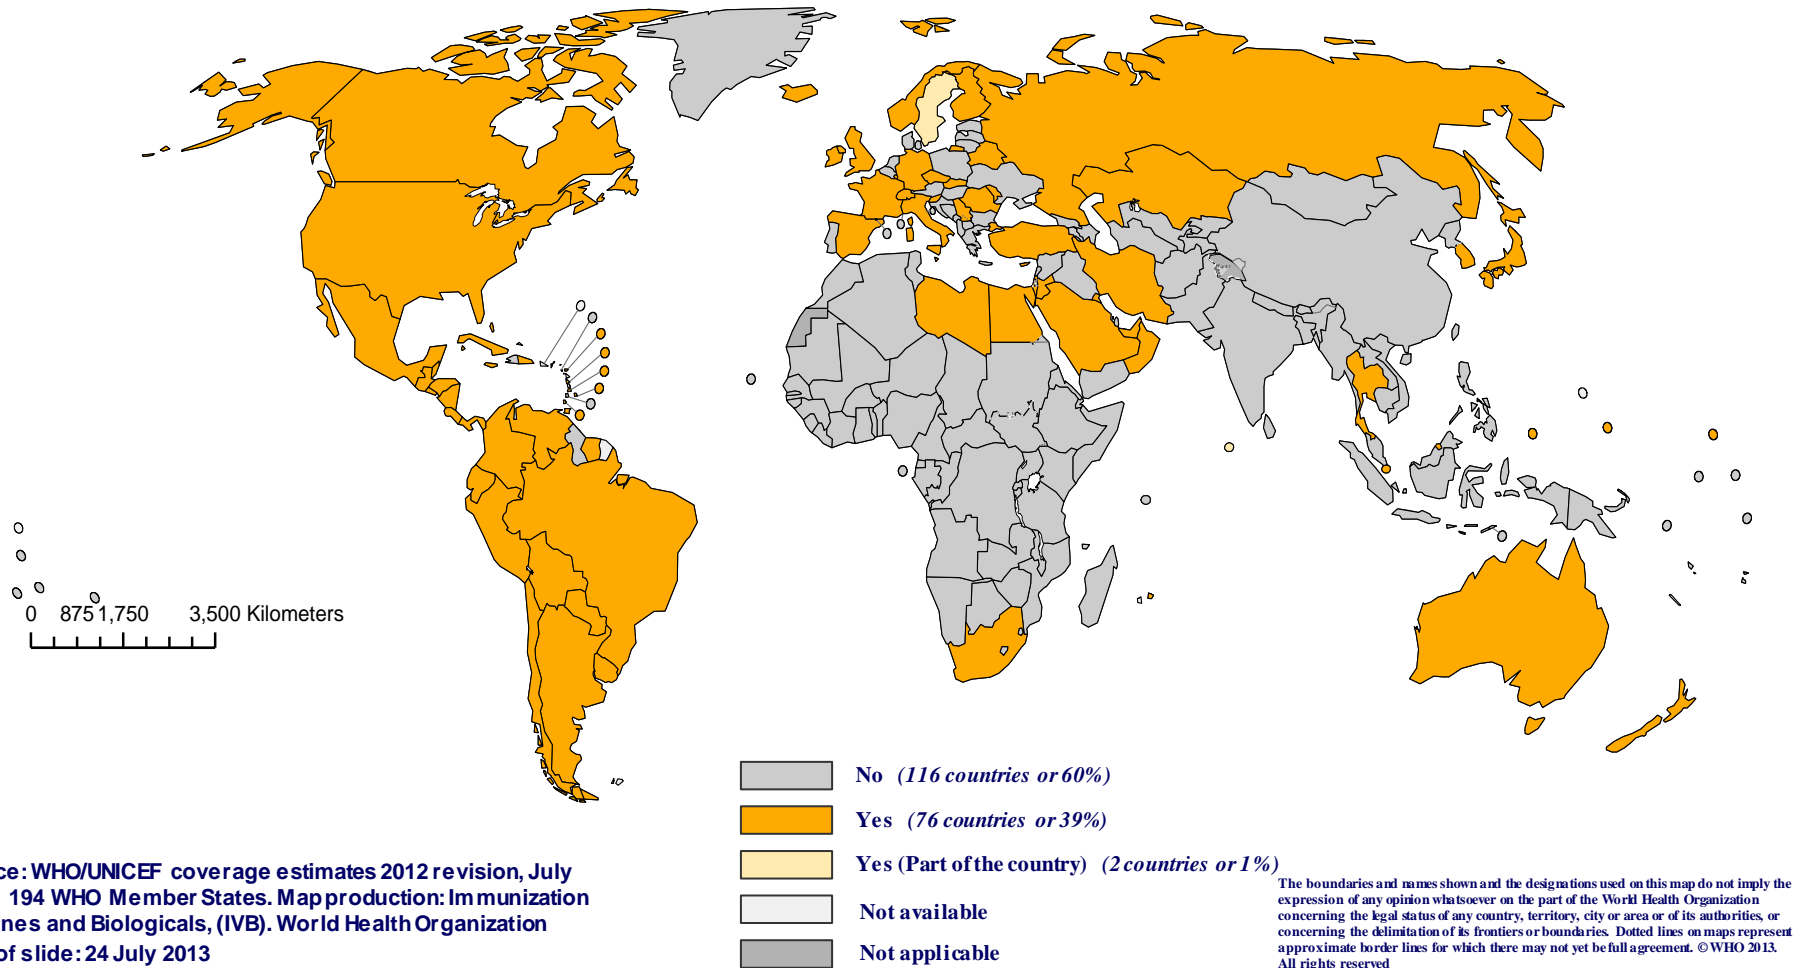 0 875 1,750 3,500 Kilometers
No (116 countries or 60%)
Yes (76 countries or 39%)
Yes (Part of the country) (2 countries or 1%)
Not available
Not applicable
ce: WHO/UNICEF coverage estimates 2012 revision, July
194 WHO Member States. Map production: Immunization
nes and Biologicals, (IVB). World Health Organization
of slide: 24 July 2013
The boundaries and names shown and the designations used on this map do not imply the
expression of any opinion whatsoever on the part of the World Health Organization
concerning the legal status of any country, territory, city or area or of its authorities, or
concerning the delimitation of its frontiers or boundaries. Dotted lines on maps represent
approximate border lines for which there may not yet be full agreement. © WHO 2013.
All rights reserved